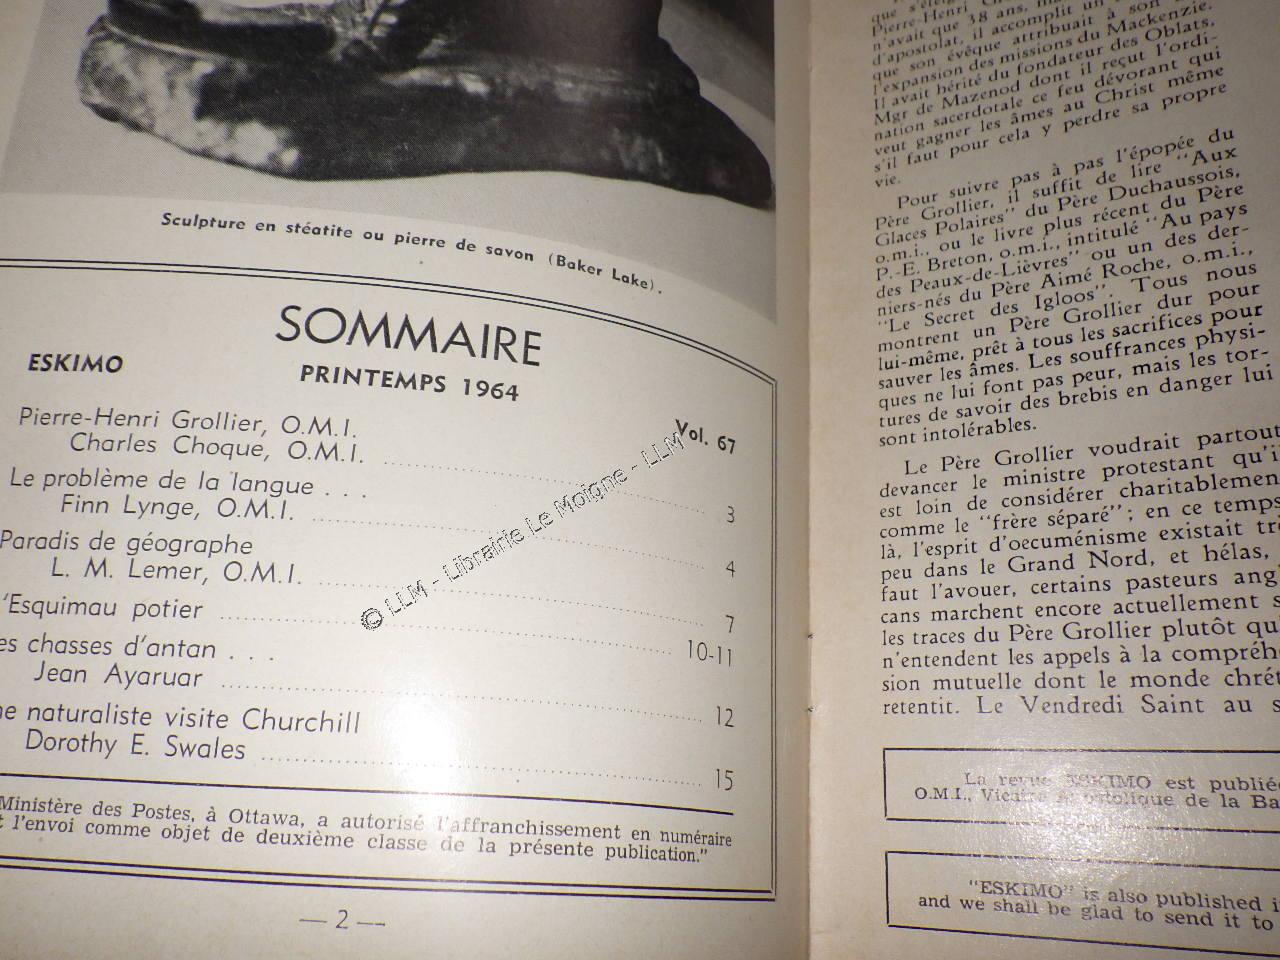 Sculpture en stéatite ou pierre de savon (Baker Lake).
SOMMAIRE
ESKIMO
PRINTEMPS 1964
Vol. 67
Pierre-Henri Grollier, O.M.I.
Charles Choque, O.M.I. 3
Le problème de la langue . . .
Finn Lynge, O.M.I. 4
Paradis de géographe
L. M. Lemer, O.M.I. 7
'Esquimau potier 10-11
es chasses d'antan . . .
Jean Ayaruar 12
ne naturaliste visite Churchill
Dorothy E. Swales 15
Ministère des Postes, à Ottawa, a autorisé l'affranchissement en numéraire
t l'envoi comme objet de deuxième classe de la présente publication."
— 2 —
© LLM - Librairie Le Moigne - LLM
que s'éteig
Pierre-Henri
n'avait que 38 ans,
d'apostolat, il accomplit un
que son évêque attribuait à son
l'expansion des missions du Mackenzie.
Il avait hérité du fondateur des Oblats,
Mgr de Mazenod dont il reçut l'ordi-
nation sacerdotale ce feu dévorant qui
veut gagner les âmes au Christ même
s'il faut pour cela y perdre sa propre
vie.
Pour suivre pas à pas l'épopée du
Père Grollier, il suffit de lire "Aux
Glaces Polaires" du Père Duchaussois,
o.m.i., ou le livre plus récent du Père
P.-E. Breton, o.m.i., intitulé "Au pays
des Peaux-de-Lièvres" ou un des der-
niers-nés du Père Aimé Roche, o.m.i.,
"Le Secret des Igloos". Tous nous
montrent un Père Grollier dur pour
lui-même, prêt à tous les sacrifices pour
sauver les âmes. Les souffrances physi-
ques ne lui font pas peur, mais les tor-
tures de savoir des brebis en danger lui
sont intolérables.
Le Père Grollier voudrait partout
devancer le ministre protestant qu'i
est loin de considérer charitablemen
comme le "frère séparé"; en ce temps
là, l'esprit d'oecuménisme existait tr
peu dans le Grand Nord, et hélas,
faut l'avouer, certains pasteurs angl
cans marchent encore actuellement s
les traces du Père Grollier plutôt qu'
n'entendent les appels à la compréh
sion mutuelle dont le monde chrét
retentit. Le Vendredi Saint au s
La revue ESKIMO est publiée
O.M.I., Vicaire Apostolique de la Ba
"ESKIMO" is also published i
and we shall be glad to send it to